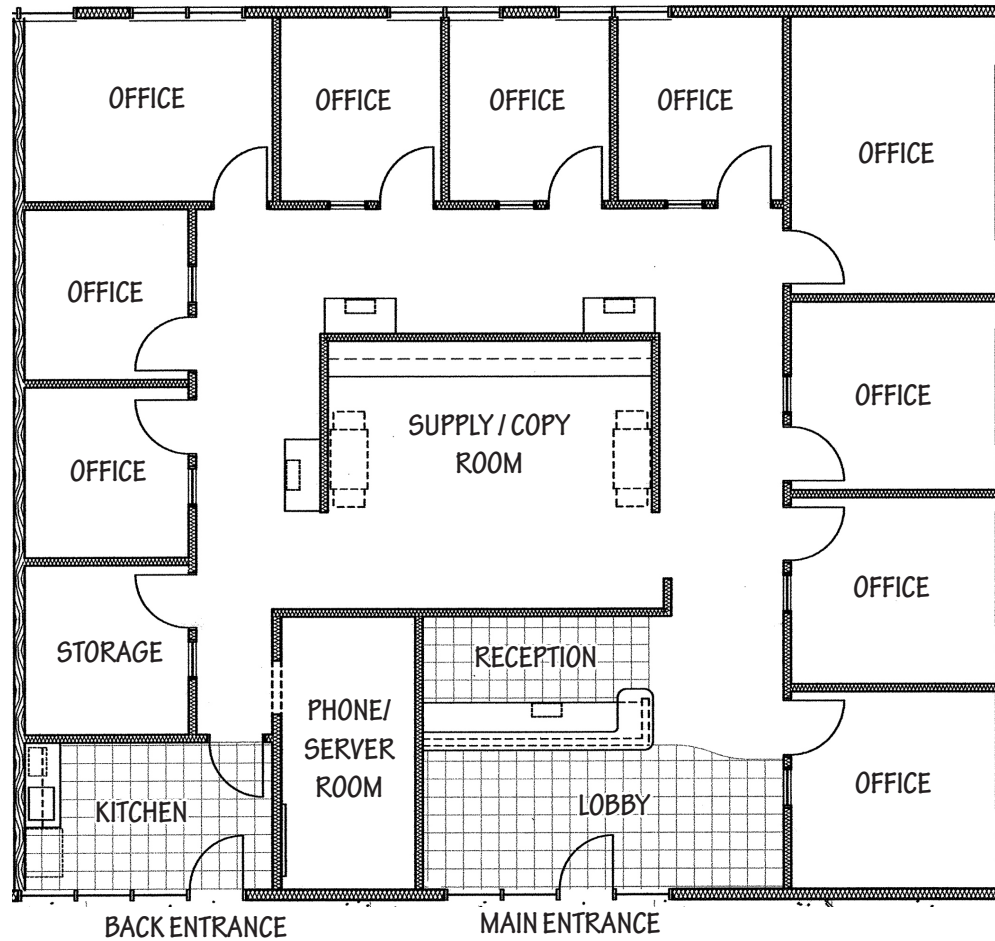 OFFICE
OFFICE
OFFICE
OFFICE
OFFICE
OFFICE
OFFICE
SUPPLY / COPY
ROOM
OFFICE
OFFICE
STORAGE
RECEPTION
PHONE/
SERVER
ROOM
OFFICE
KITCHEN
LOBBY
BACK ENTRANCE
MAIN ENTRANCE
OFFICE